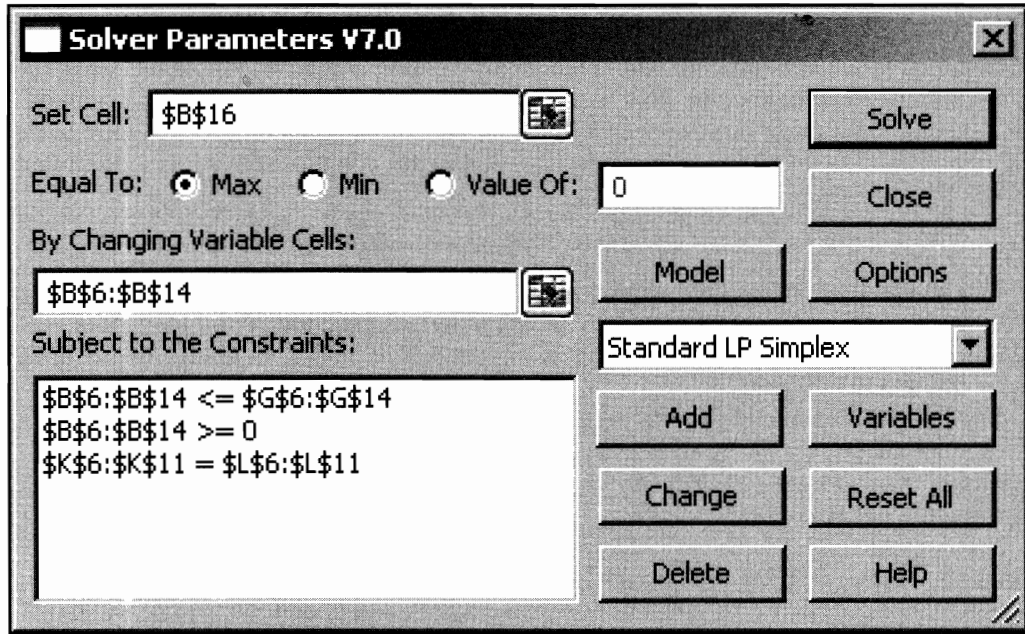 Solver Parameters V7.0
Set Cell: $B$16 Solve
Equal To: Max Min Value Of: 0 Close
By Changing Variable Cells:
$B$6:$B$14 Model Options
Subject to the Constraints: Standard LP Simplex
$B$6:$B$14 <= $G$6:$G$14
$B$6:$B$14 >= 0
$K$6:$K$11 = $L$6:$L$11
Add Variables
Change Reset All
Delete Help